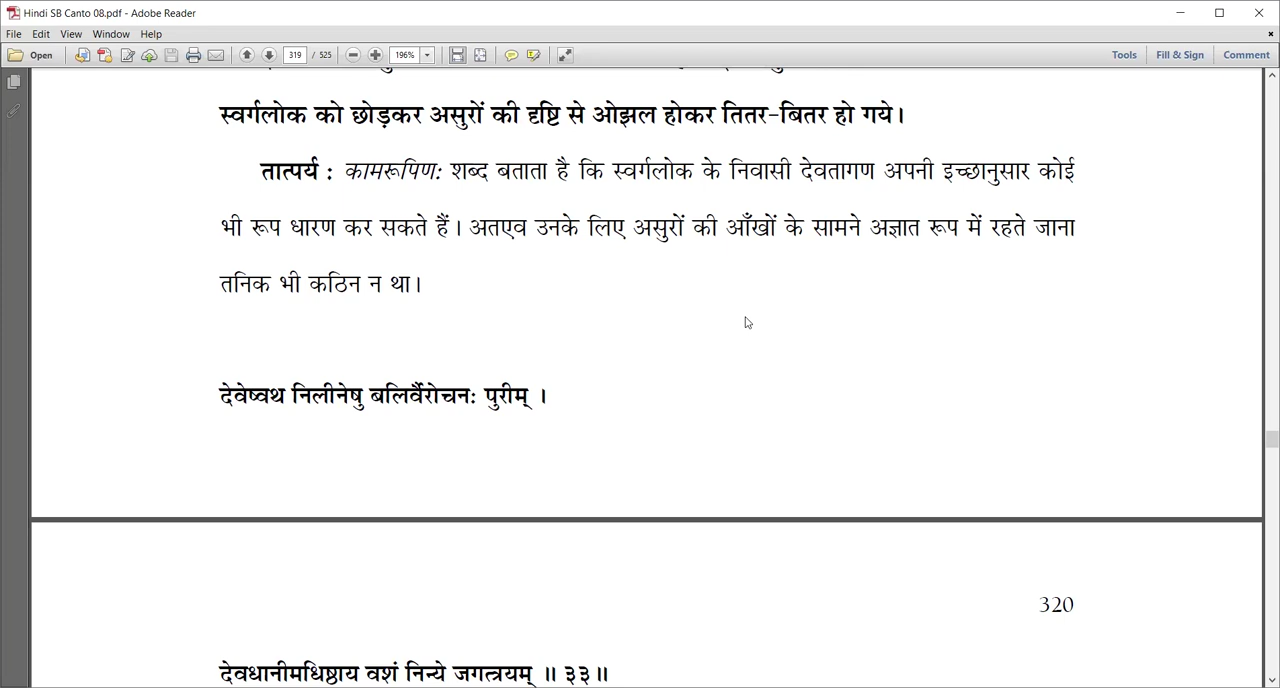 Hindi SB Canto 08.pdf - Adobe Reader
File Edit View Window Help
Open 319 / 525 196% Tools Fill & Sign Comment
स्वर्गलोक को छोड़कर असुरों की दृष्टि से ओझल होकर तितर-बितर हो गये।
तात्पर्य : कामरूपिण: शब्द बताता है कि स्वर्गलोक के निवासी देवतागण अपनी इच्छानुसार कोई
भी रूप धारण कर सकते हैं। अतएव उनके लिए असुरों की आँखों के सामने अज्ञात रूप में रहते जाना
तनिक भी कठिन न था।
देवेष्वथ निलीनेषु बलिर्वैरोचनः पुरीम् ।
320
देवधानीमधिष्ठाय वशं निन्ये जगत्त्रयम् ॥ ३३॥